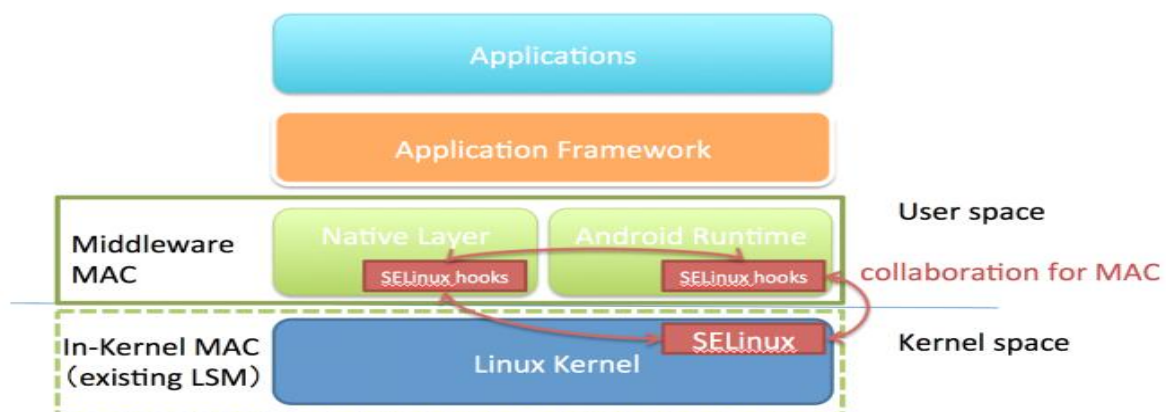 Applications
Application Framework
User space
Middleware
MAC
Native Layer
Android Runtime
SELinux hooks
SELinux hooks
collaboration for MAC
In-Kernel MAC
(existing LSM)
SELinux
Linux Kernel
Kernel space